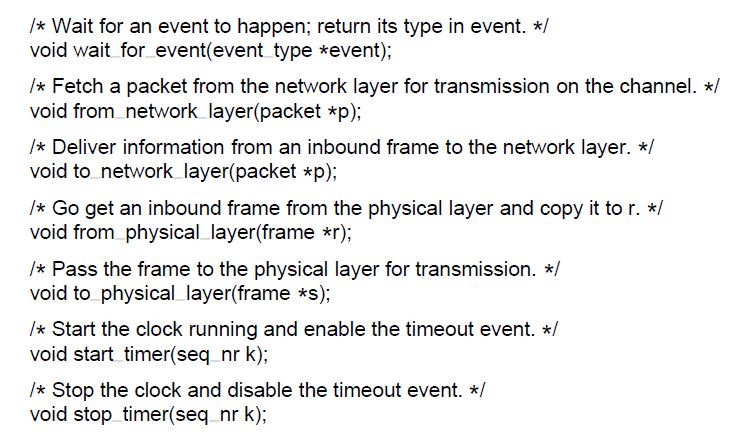 /* Wait for an event to happen; return its type in event. */
void wait_for_event(event_type *event);
/* Fetch a packet from the network layer for transmission on the channel. */
void from_network_layer(packet *p);
/* Deliver information from an inbound frame to the network layer. */
void to_network_layer(packet *p);
/* Go get an inbound frame from the physical layer and copy it to r. */
void from_physical_layer(frame *r);
/* Pass the frame to the physical layer for transmission. */
void to_physical_layer(frame *s);
/* Start the clock running and enable the timeout event. */
void start_timer(seq_nr k);
/* Stop the clock and disable the timeout event. */
void stop_timer(seq_nr k);